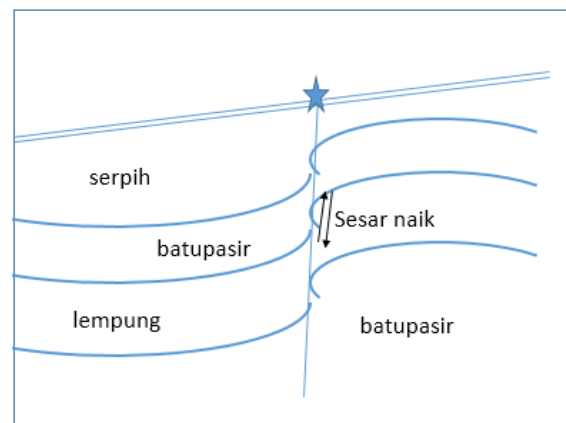 serpih
Sesar naik
batupasir
lempung
batupasir